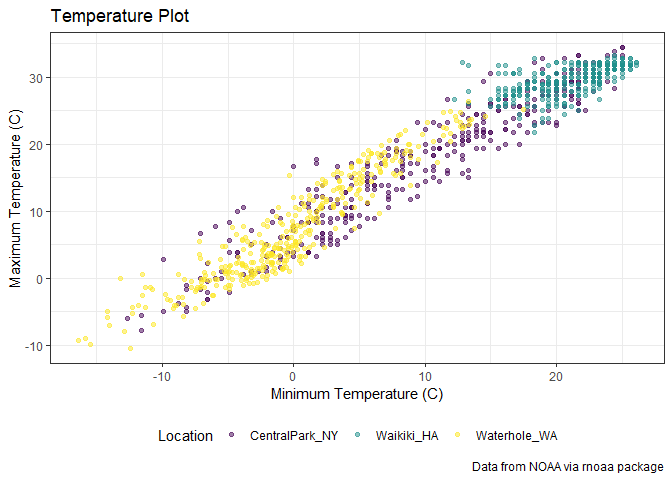 Temperature Plot
Maximum Temperature (C)
30
20
10
0
-10
-10 0 10 20
Minimum Temperature (C)
Location CentralPark_NY Waikiki_HA Waterhole_WA
Data from NOAA via rnoaa package